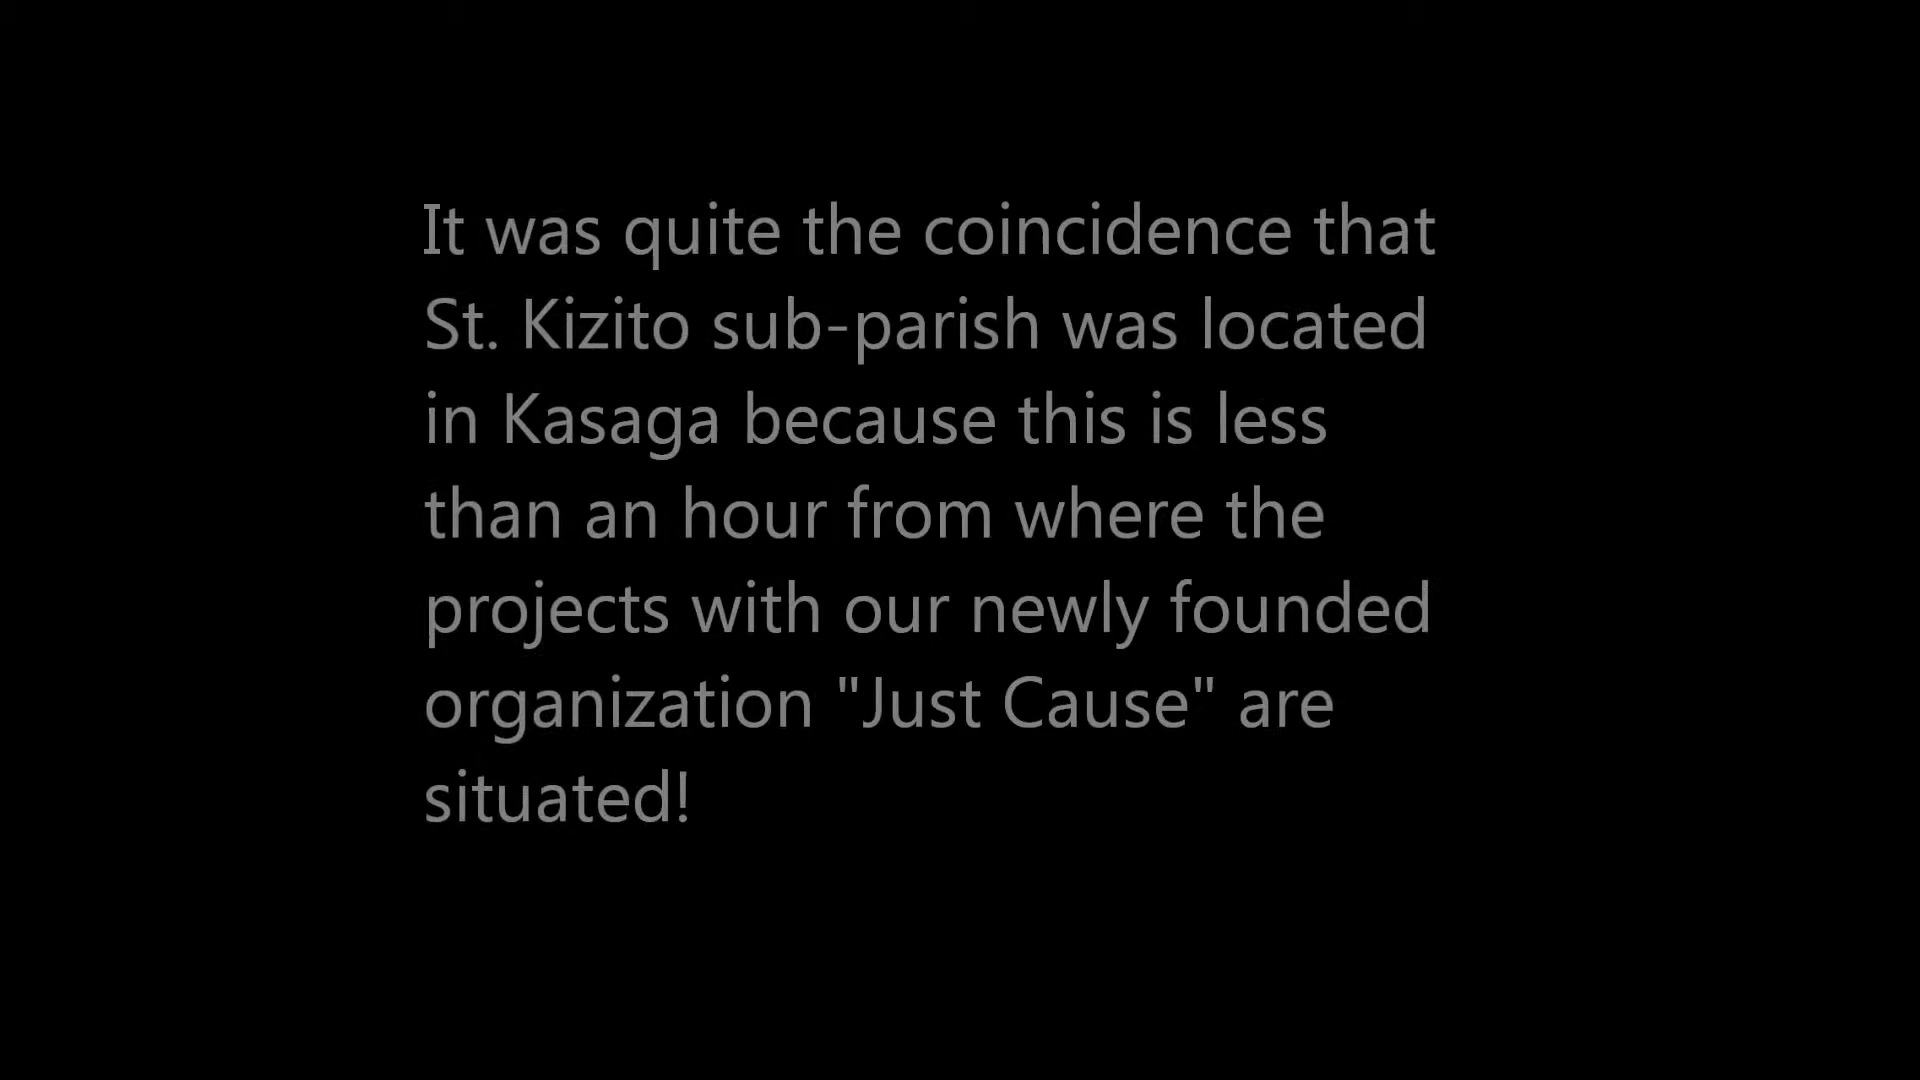 It was quite the coincidence that
St. Kizito sub-parish was located
in Kasaga because this is less
than an hour from where the
projects with our newly founded
organization "Just Cause" are
situated!